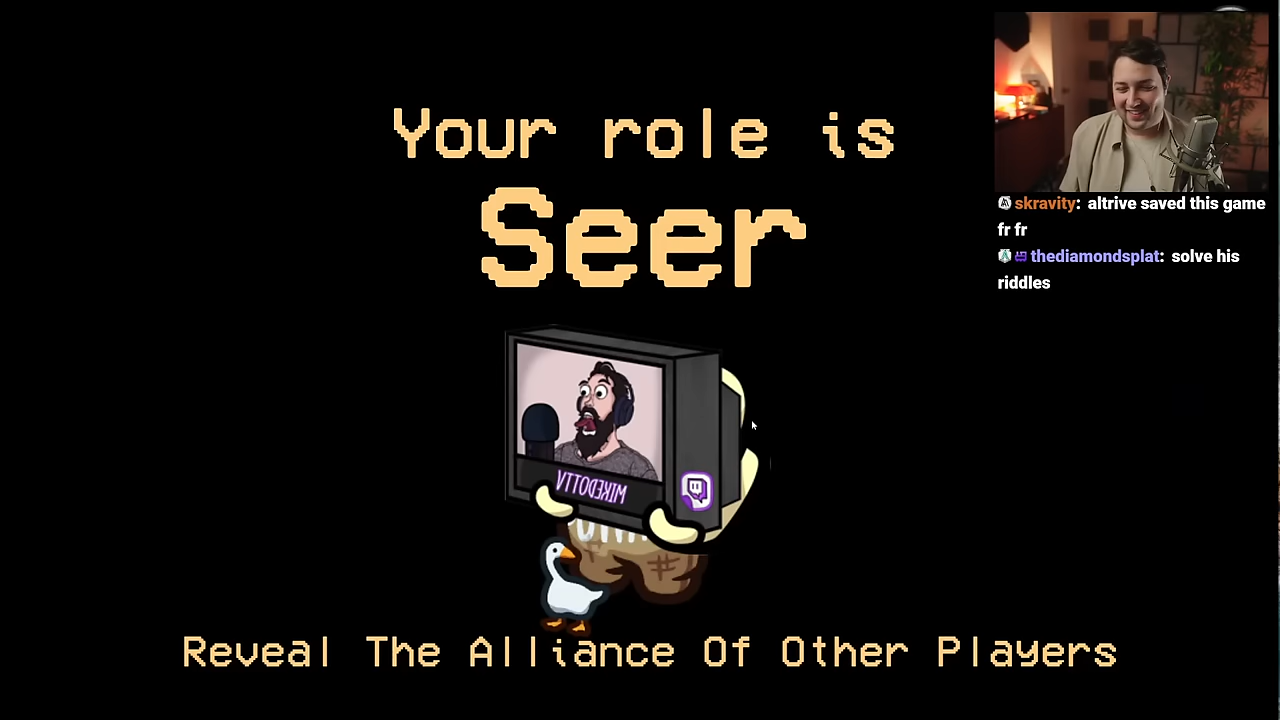 Your role is
Seer
skravity: altrive saved this game
fr fr
thediamondsplat: solve his
riddles
MIKEDOTTV
Reveal The Alliance Of Other Players